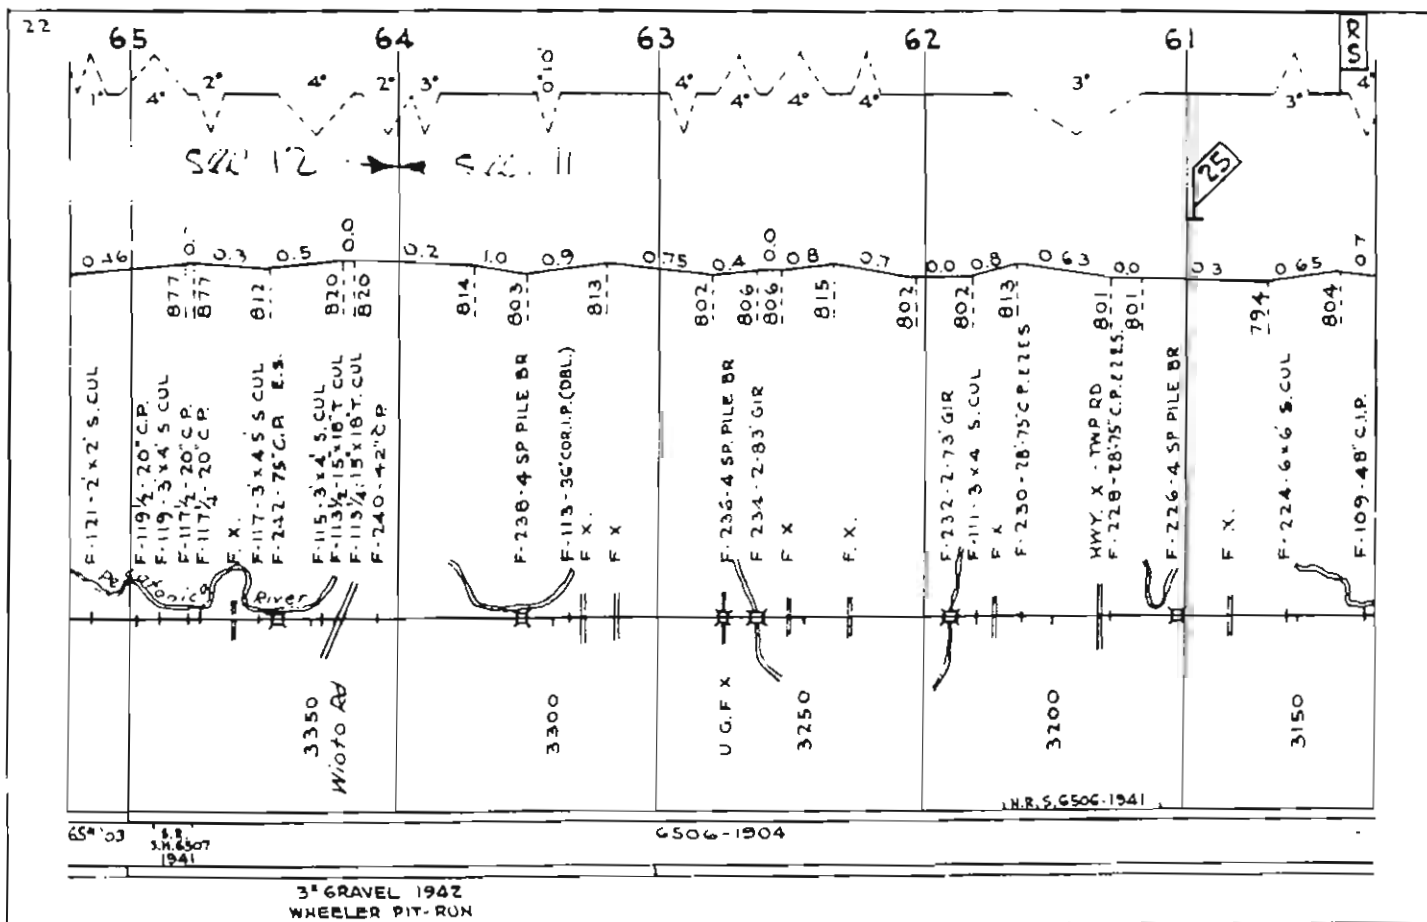 22
65 64 63 62 61
R S
1° 4° 2° 4° 2° 3° 0°10' 4° 4° 4° 4° 3° 3° 4°
SEC 12 SEC. 11
25
0.46 0. 0.3 0.5 0.0 0.2 1.0 0.9 0.75 0.4 0.0 0.8 0.7 0.0 0.8 0.63 0.0 0.3 0.65 0.7
877 877 812 820 820 814 803 813 802 806 806 815 802 802 813 801 801 794 804
F-121-2'x2' S.CUL
F-119½-20" C.P.
F-119-3'x4' S CUL
F-117½-20" C.P.
F-117¼-20" C.P.
F. X.
F-117-3'x4.5' S CUL
F-242-75' C.P. E.S.
F-115-3'x4' S.CUL
F-113½-15"x18" T CUL
F-113¼-15"x18" T. CUL
F-240-42" C.P.
F-238-4 SP PILE BR
F-113-36" COR.I.P.(DBL.)
F X
F X
F-236-4 SP. PILE BR
F 234-2-83' GIR
F X
F. X.
F-232-2-73' GIR
F-111-3 x4 S.CUL
F X
F-230-28-75' C.P. E 2 E S
HWY. X - TWP RD
F-228-28-75' C.P. E 2 E S.
F-226-4 SP PILE BR
F X.
F-224-6'x6' S.CUL
F-109-48" C.I.P.
Pecatonica River
3350
Wioto Rd
3300
U G. F X
3250
3200
3150
N.R.S. 6506-1941
65# '03
S.R.
S.H.6507
1941
6506-1904
3" GRAVEL 1942
WHEELER PIT-RUN